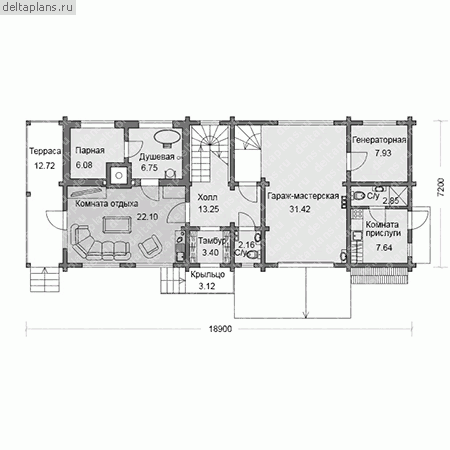 deltaplans.ru
Терраса
12.72
Парная
6.08
Душевая
6.75
Генераторная
7.93
Комната отдыха
22.10
Холл
13.25
Гараж-мастерская
31.42
С/у
2.85
Комната
прислуги
7.64
Тамбур
3.40
2.16
С/у
Крыльцо
3.12
7200
18900